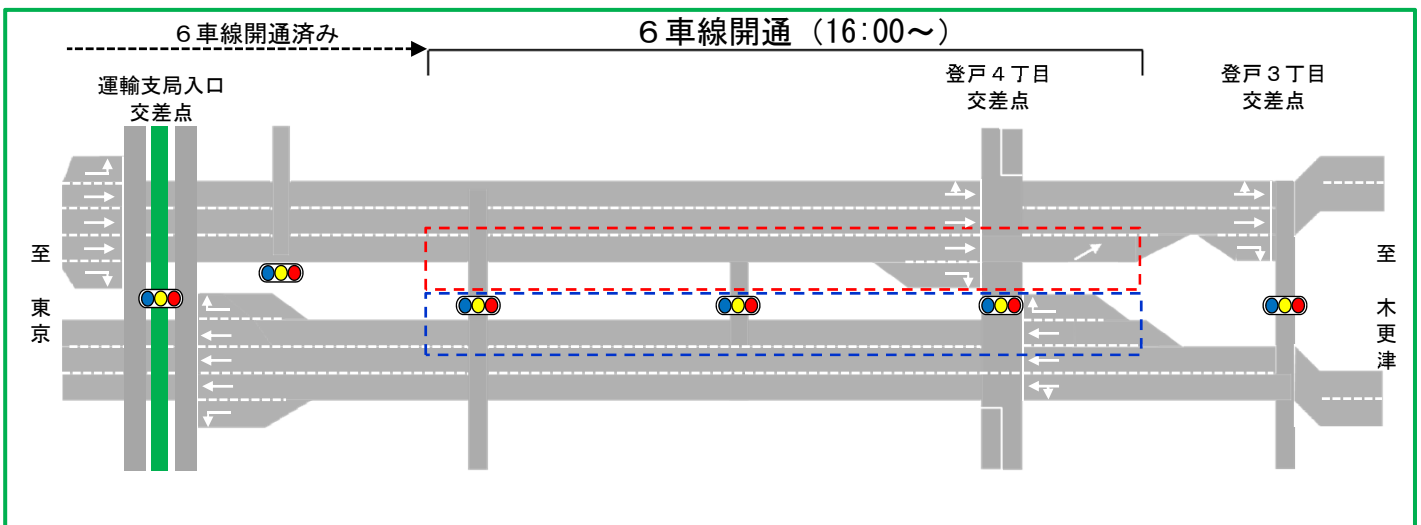 ６車線開通済み
６車線開通（16:00～）
運輸支局入口
交差点
登戸４丁目
交差点
登戸３丁目
交差点
至
東
京
至
木
更
津